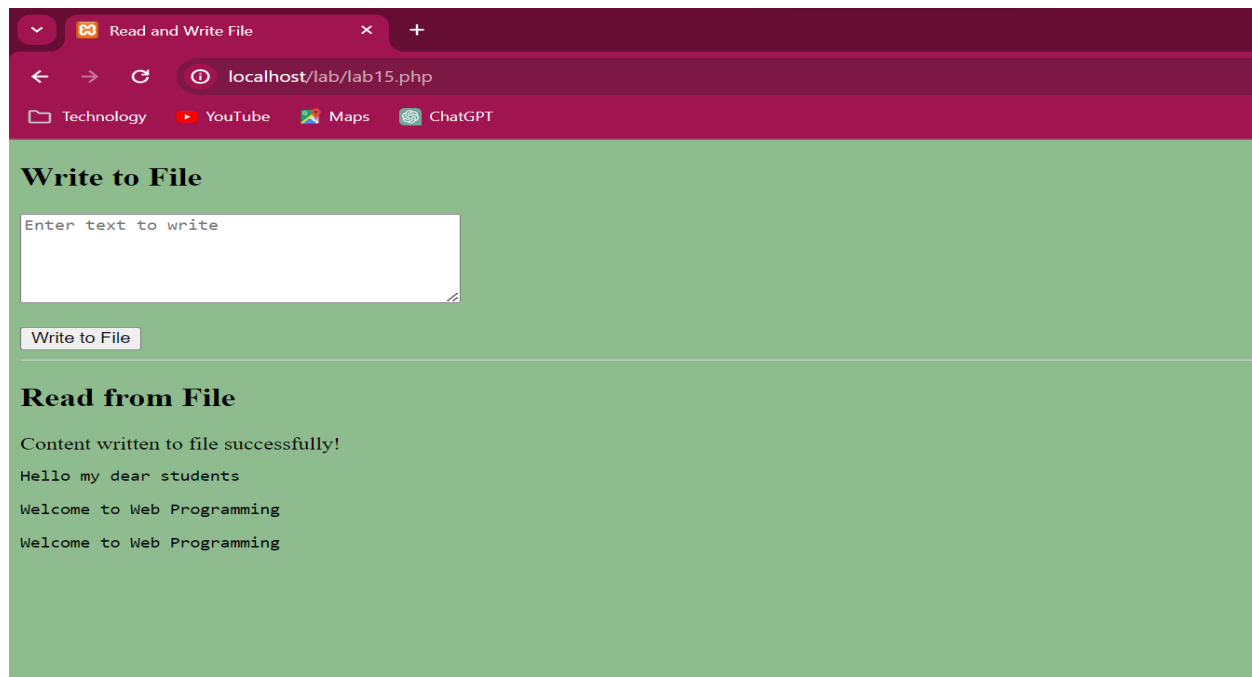 Read and Write File
localhost/lab/lab15.php
Technology YouTube Maps ChatGPT
Write to File
Enter text to write
Write to File
Read from File
Content written to file successfully!
Hello my dear students
Welcome to Web Programming
Welcome to Web Programming